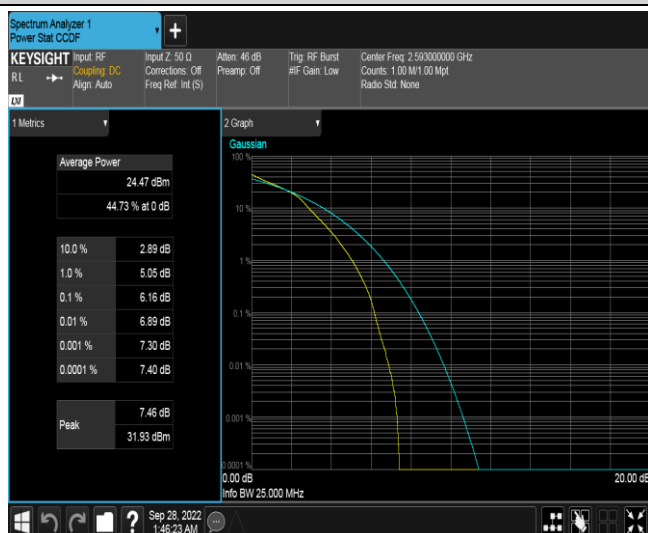 Spectrum Analyzer 1
Power Stat CCDF
KEYSIGHT
RL
LXI
Input: RF
Coupling: DC
Align: Auto
Input Z: 50 Ω
Corrections: Off
Freq Ref: Int (S)
Atten: 46 dB
Preamp: Off
Trig: RF Burst
#IF Gain: Low
Center Freq: 2.593000000 GHz
Counts: 1.00 M/1.00 Mpt
Radio Std: None
1 Metrics
Average Power
24.47 dBm
44.73 % at 0 dB
10.0 % 2.89 dB
1.0 % 5.05 dB
0.1 % 6.16 dB
0.01 % 6.89 dB
0.001 % 7.30 dB
0.0001 % 7.40 dB
Peak
7.46 dB
31.93 dBm
2 Graph
Gaussian
100 %
10 %
1 %
0.1 %
0.01 %
0.001 %
0.0001 %
0.00 dB 20.00 dB
Info BW 25.000 MHz
?
Sep 28, 2022
1:46:23 AM